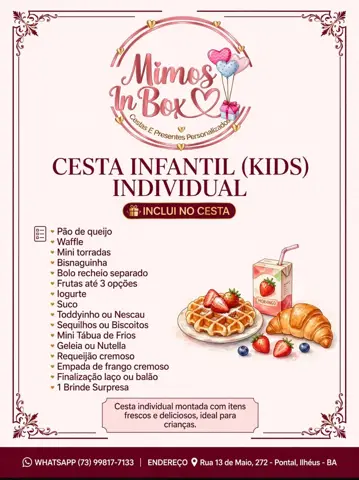 Mimos
In Box
Cestas E Presentes Personalizados
CESTA INFANTIL (KIDS)
INDIVIDUAL
INCLUI NO CESTA
Pão de queijo
Waffle
Mini torradas
Bisnaguinha
Bolo recheio separado
Frutas até 3 opções
Iogurte
Suco
Toddyinho ou Nescau
Sequilhos ou Biscoitos
Mini Tábua de Frios
Geleia ou Nutella
Requeijão cremoso
Empada de frango cremoso
Finalização laço ou balão
1 Brinde Surpresa
MORANGO
Cesta individual montada com itens
frescos e deliciosos, ideal para
crianças.
WHATSAPP (73) 99817-7133 | ENDEREÇO Rua 13 de Maio, 272 - Pontal, Ilhéus - BA